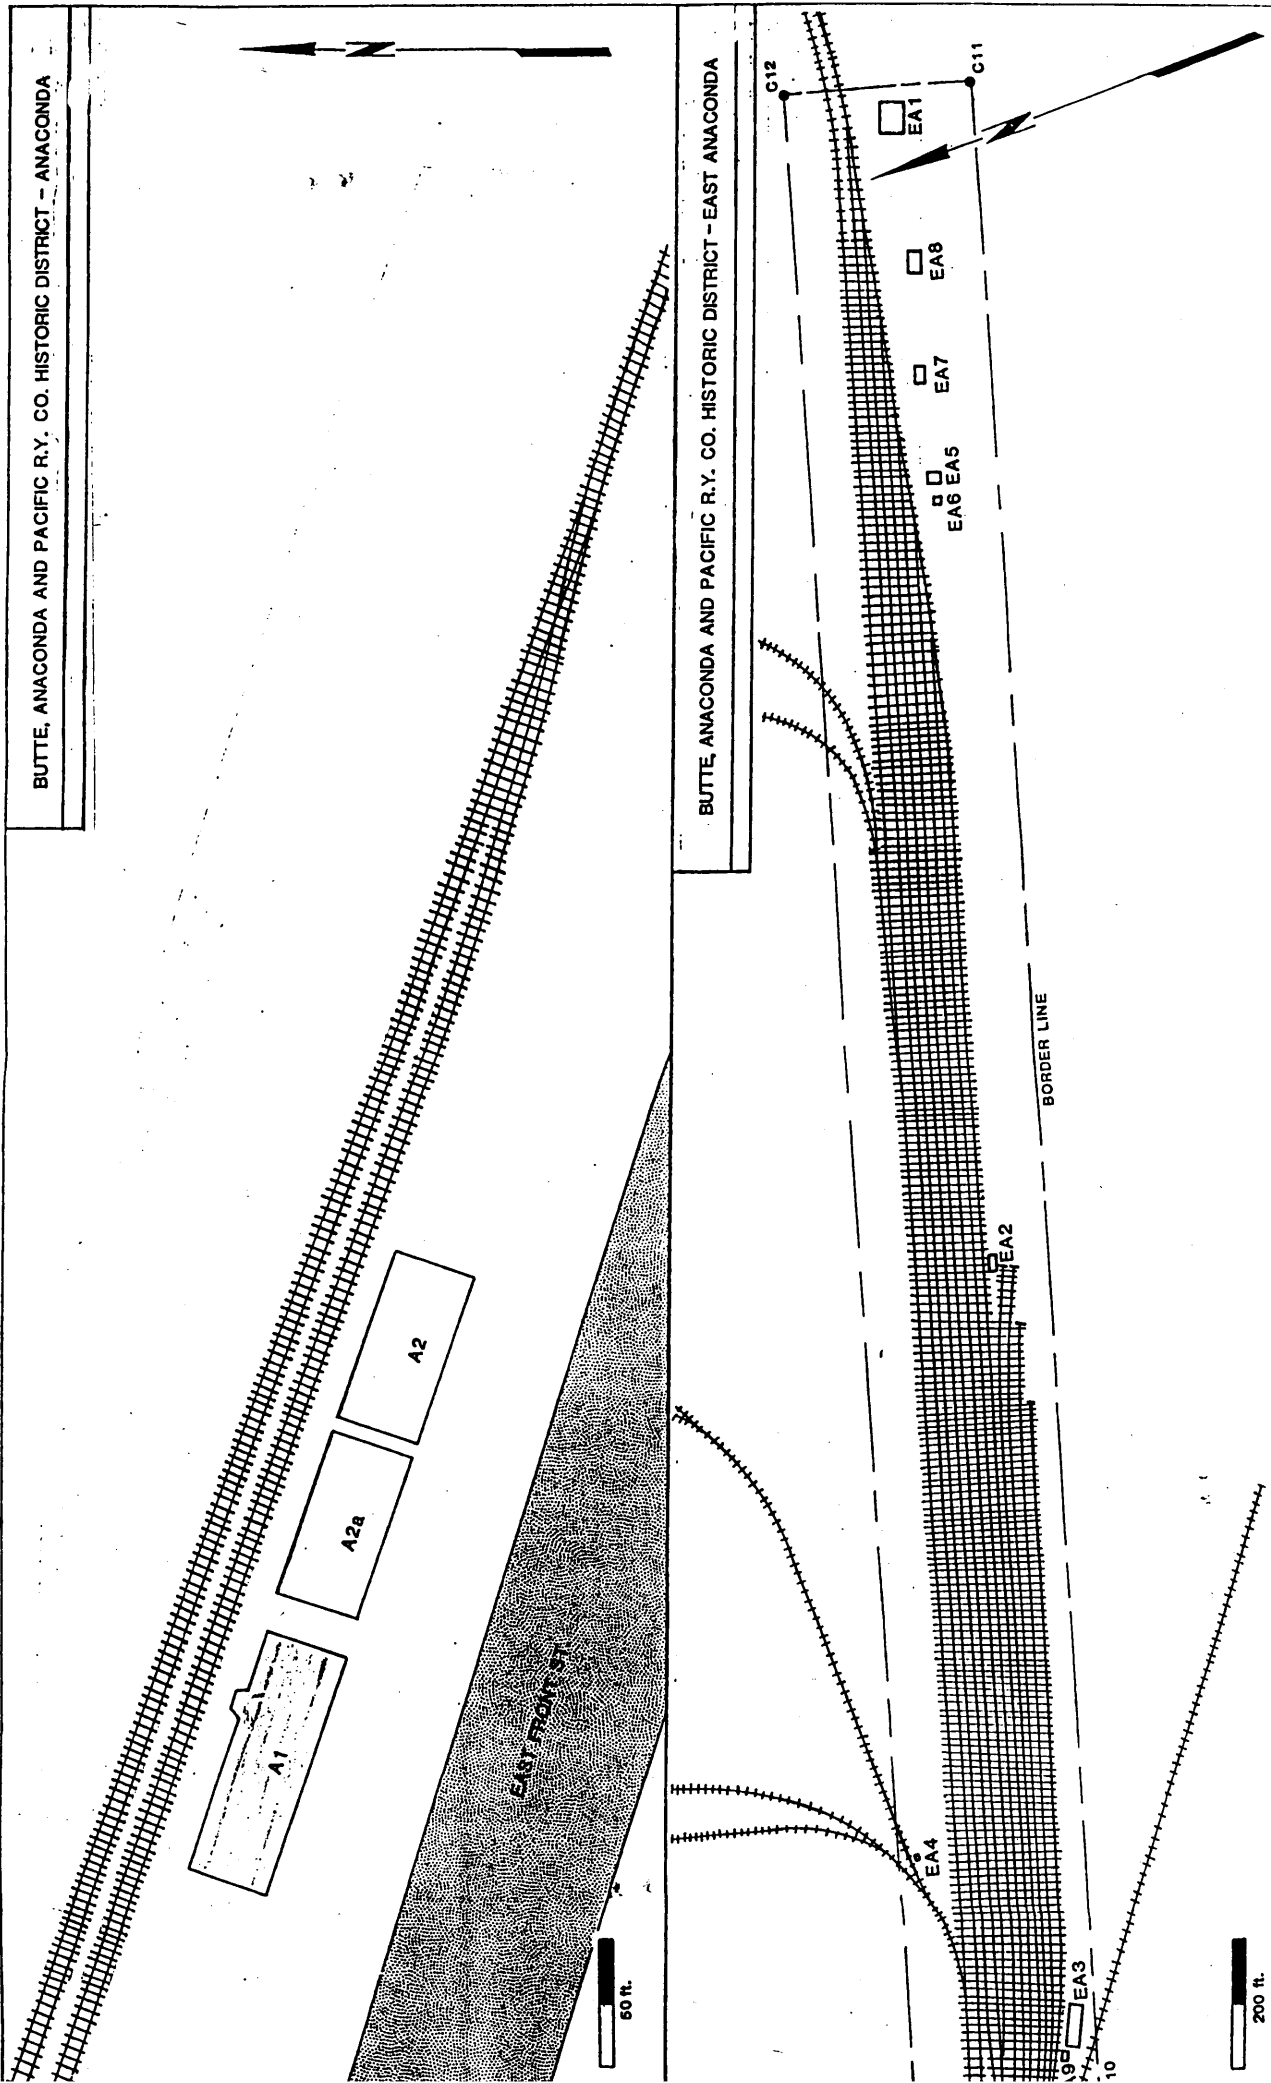 BUTTE, ANACONDA AND PACIFIC R.Y. CO. HISTORIC DISTRICT - ANACONDA
N
A2
A2a
A1
EAST FRONT ST
50 ft.
BUTTE, ANACONDA AND PACIFIC R.Y. CO. HISTORIC DISTRICT - EAST ANACONDA
C12
C11
N
EA1
EA8
EA7
EA6 EA5
BORDER LINE
EA2
EA4
EA3
A9
10
200 ft.